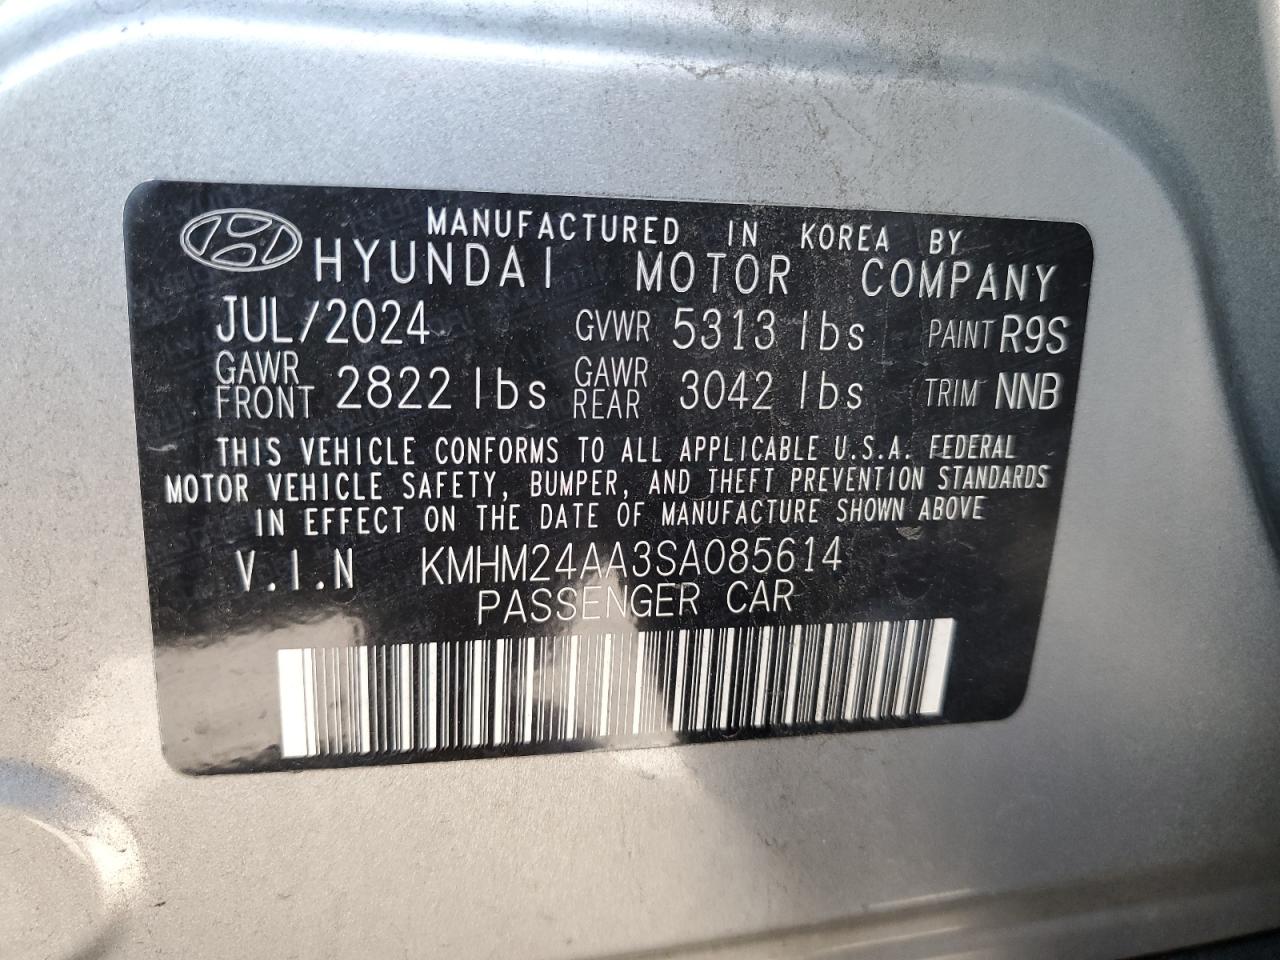 MANUFACTURED IN KOREA BY
HYUNDAI MOTOR COMPANY
JUL/2024 GVWR 5313 lbs PAINT R9S
GAWR FRONT 2822 lbs GAWR REAR 3042 lbs TRIM NNB
THIS VEHICLE CONFORMS TO ALL APPLICABLE U.S.A. FEDERAL
MOTOR VEHICLE SAFETY, BUMPER, AND THEFT PREVENTION STANDARDS
IN EFFECT ON THE DATE OF MANUFACTURE SHOWN ABOVE
V.I.N KMHM24AA3SA085614
PASSENGER CAR